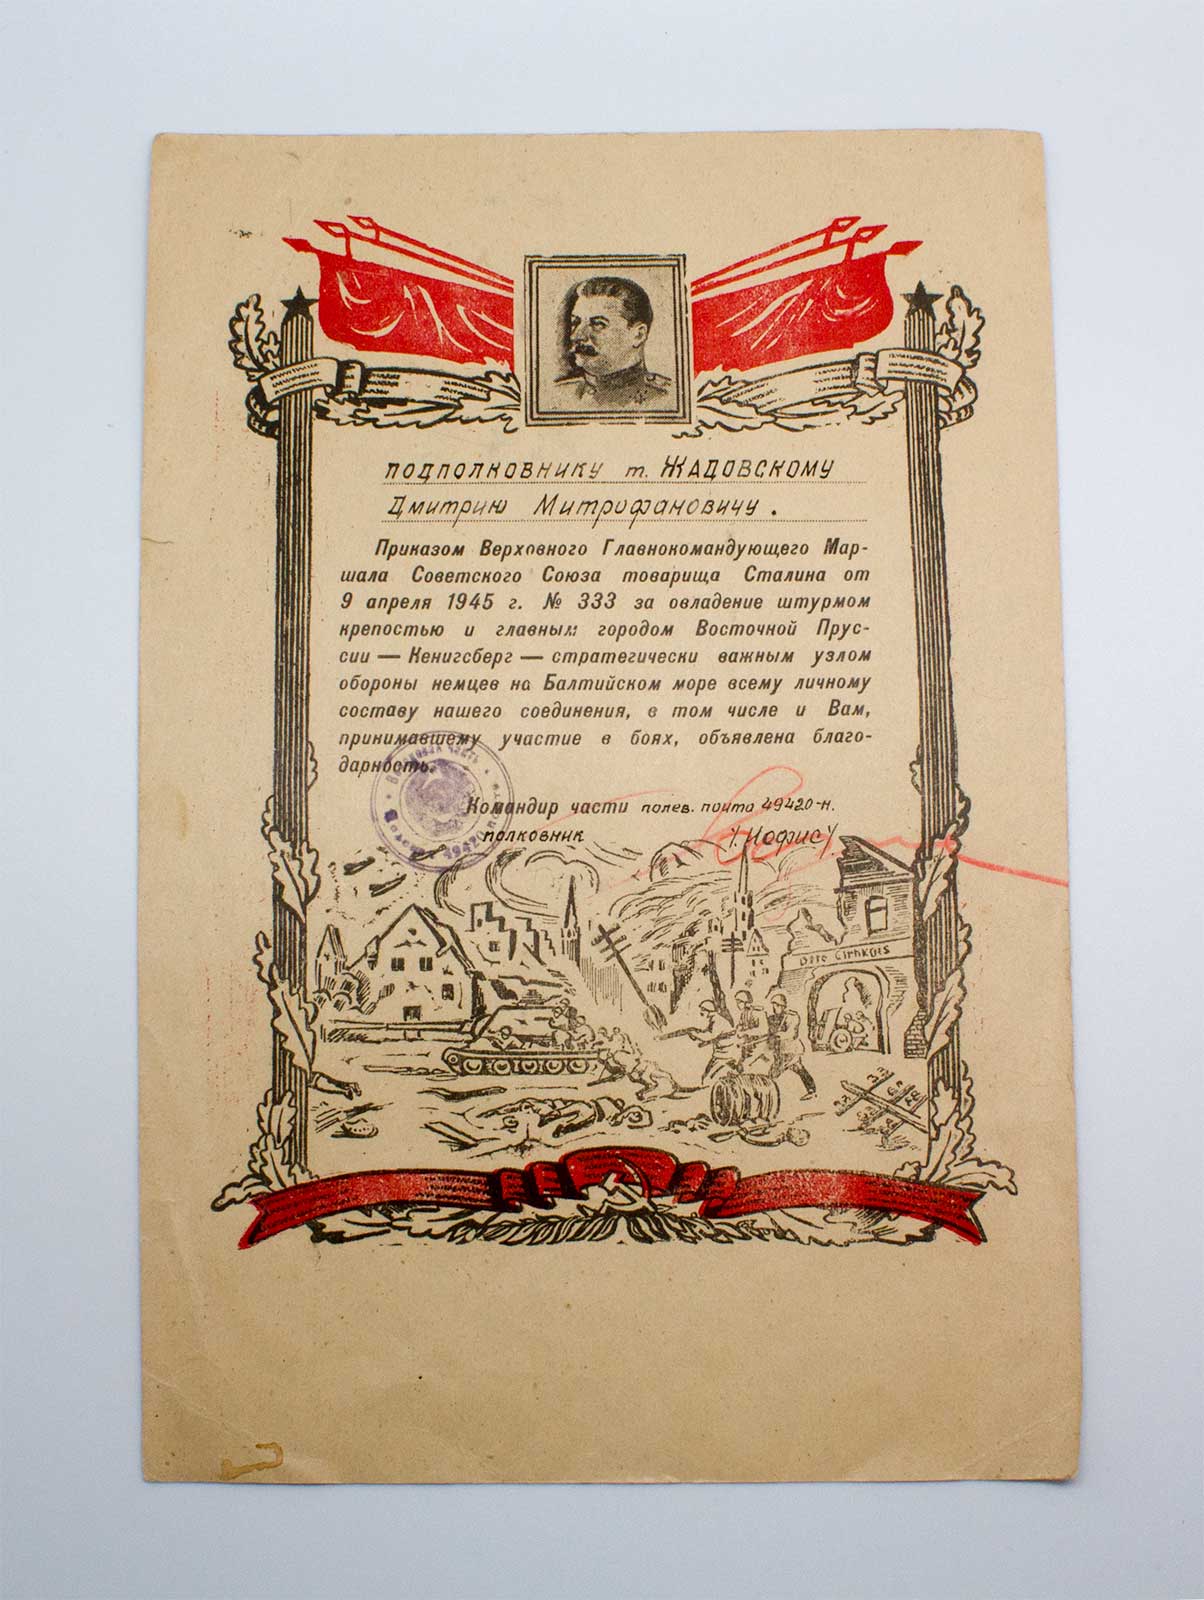 подполковнику т. ЖАДОВСКОМУ
Дмитрию Митрофановичу.
Приказом Верховного Главнокомандующего Мар-
шала Советского Союза товарища Сталина от
9 апреля 1945 г. № 333 за овладение штурмом
крепостью и главным городом Восточной Прус-
сии — Кенигсберг — стратегически важным узлом
обороны немцев на Балтийском море всему личному
составу нашего соединения, в том числе и Вам,
принимавшему участие в боях, объявлена благо-
дарность.
Командир части полев. почта 49420-н.
полковник /Иофис/